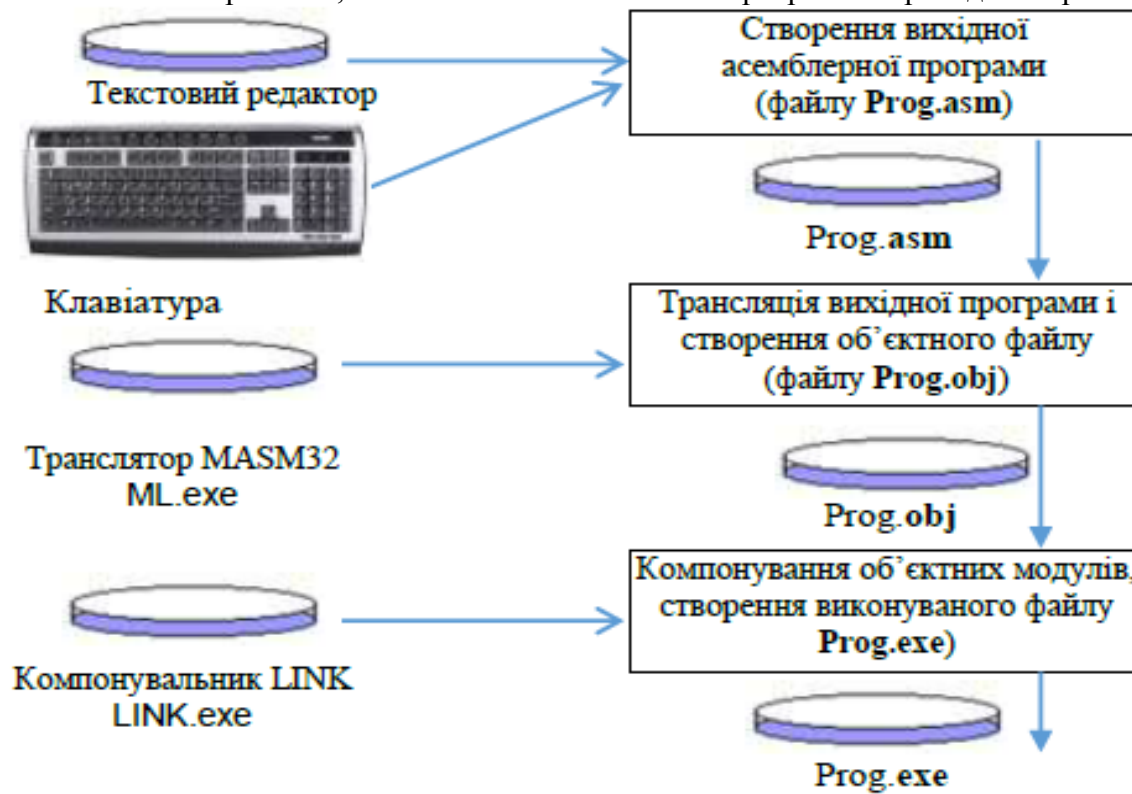 Створення вихідної
асемблерної програми
(файлу Prog.asm)
Текстовий редактор
Prog.asm
Клавіатура
Трансляція вихідної програми і
створення об’єктного файлу
(файлу Prog.obj)
Транслятор MASM32
ML.exe
Prog.obj
Компонування об’єктних модулів,
створення виконуваного файлу
Prog.exe)
Компонувальник LINK
LINK.exe
Prog.exe